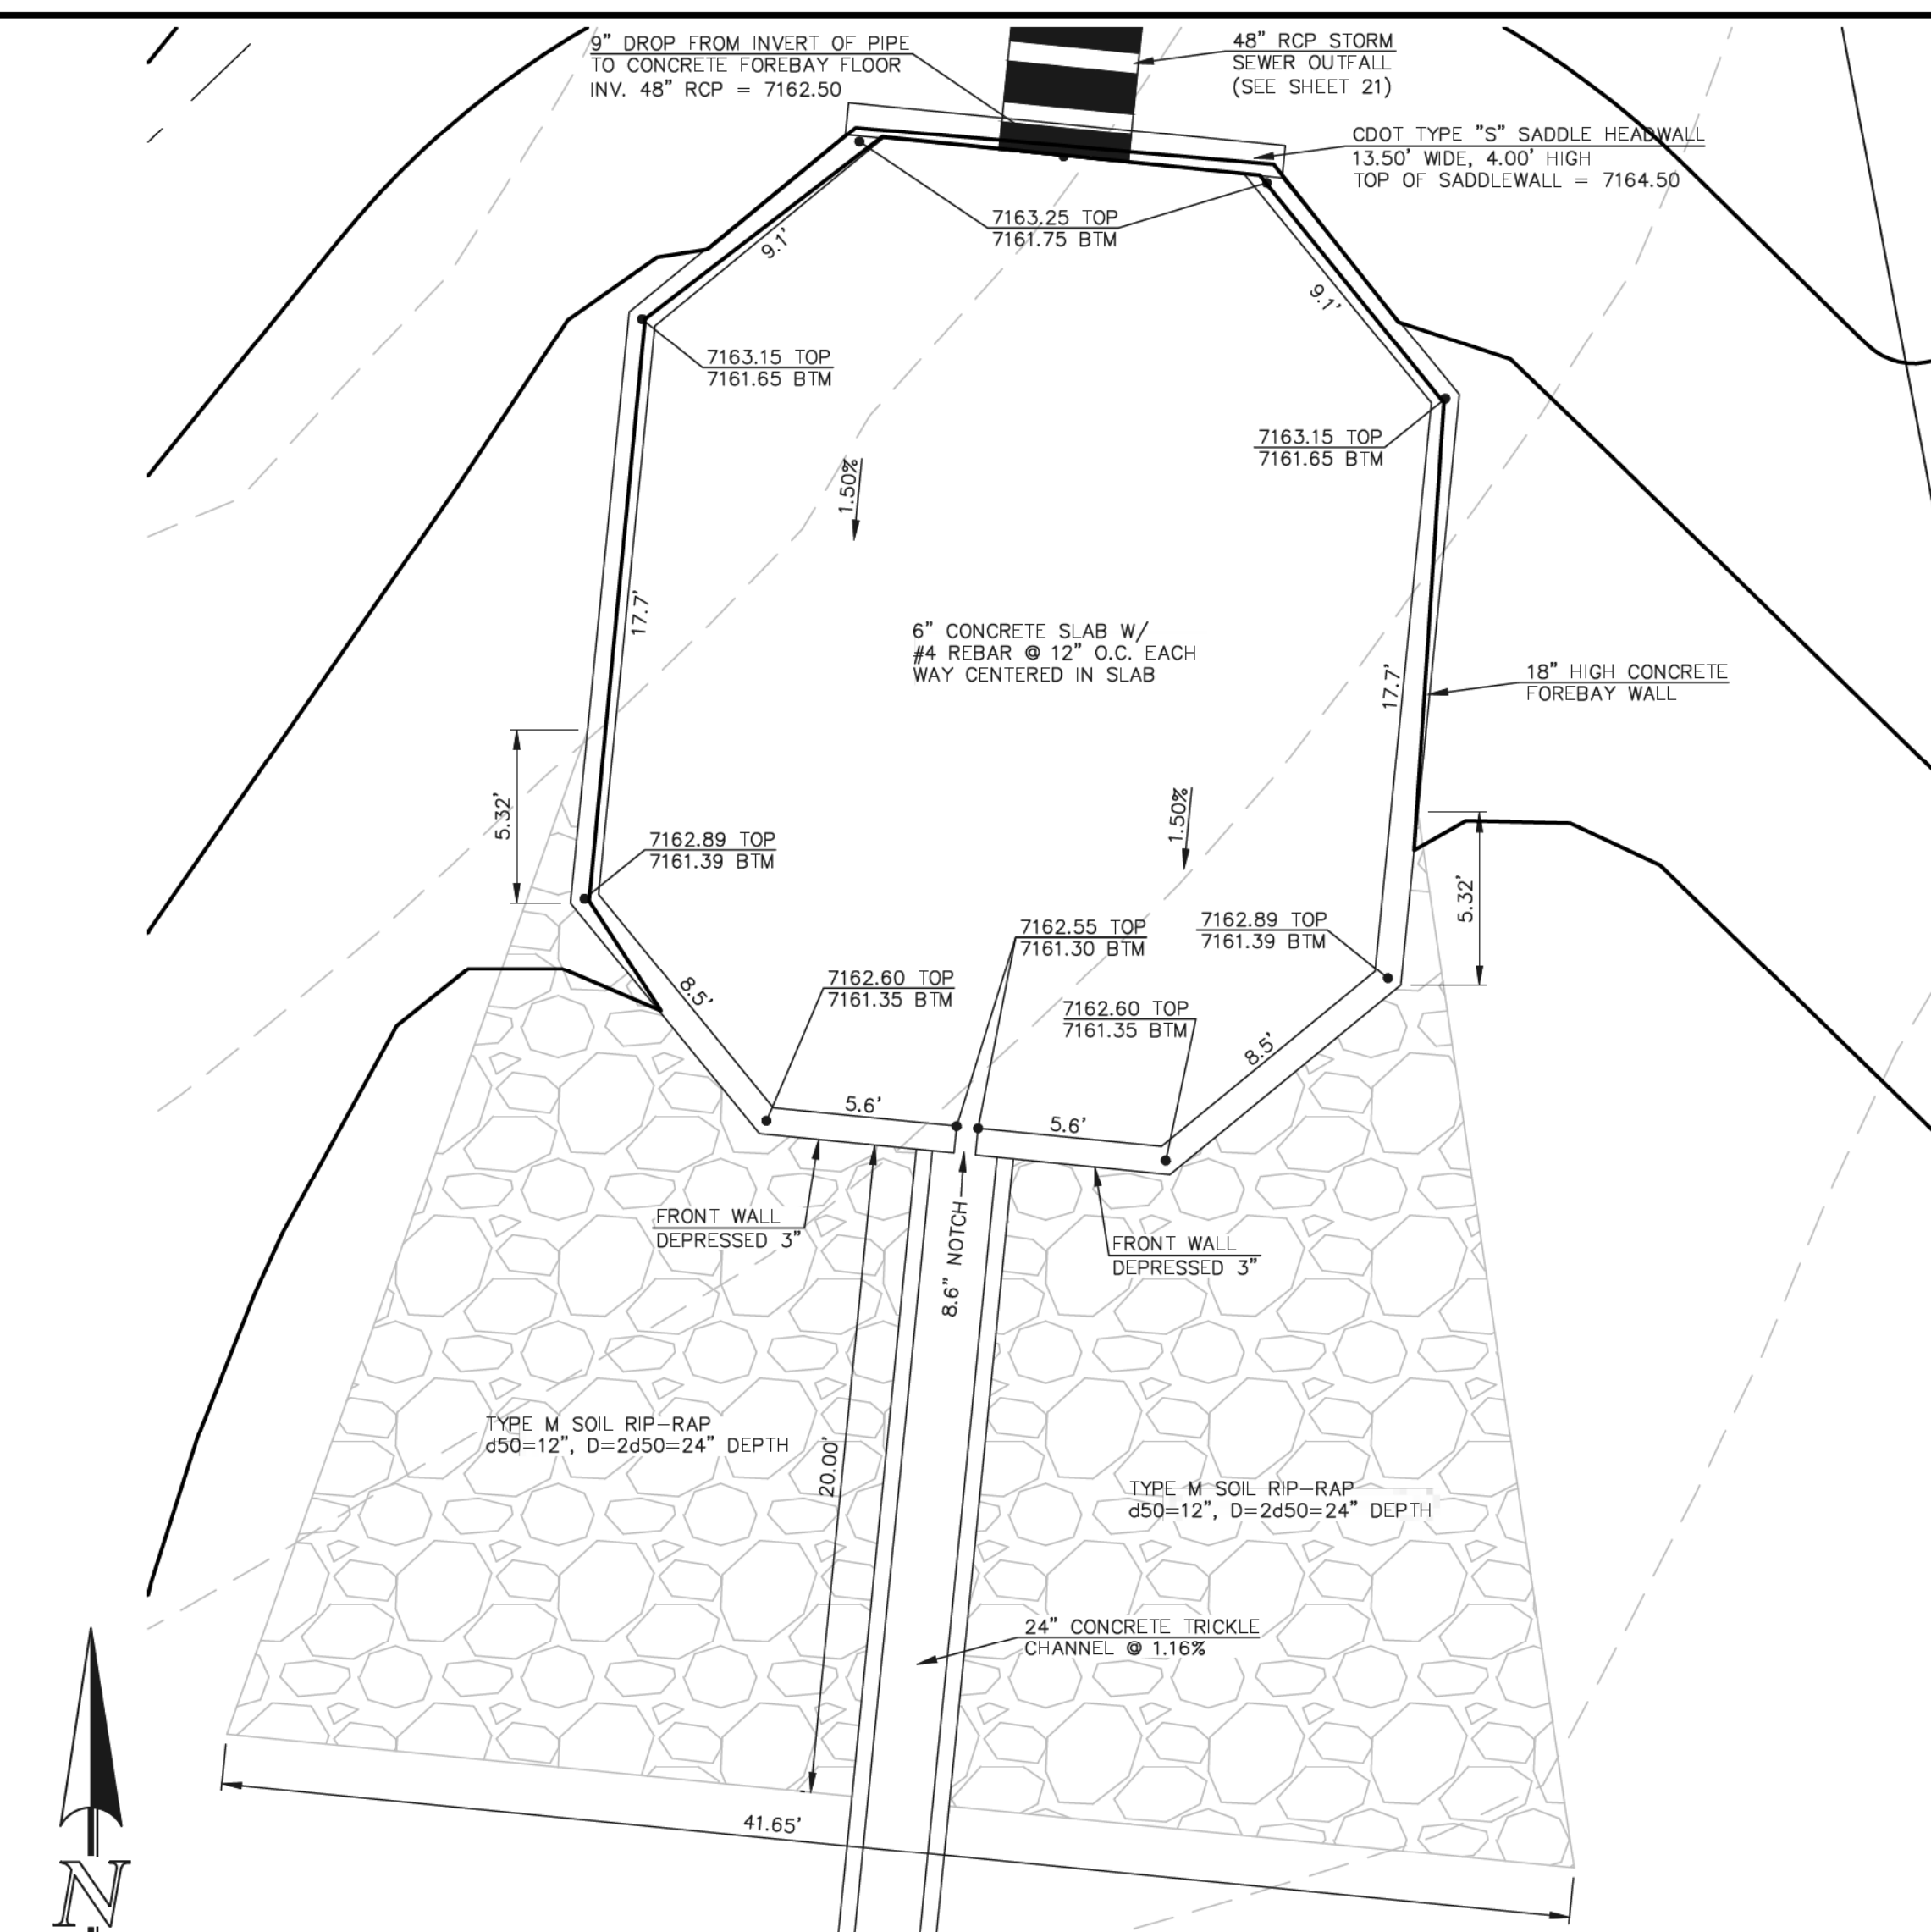 9" DROP FROM INVERT OF PIPE
TO CONCRETE FOREBAY FLOOR
INV. 48" RCP = 7162.50
48" RCP STORM
SEWER OUTFALL
(SEE SHEET 21)
CDOT TYPE "S" SADDLE HEADWALL
13.50' WIDE, 4.00' HIGH
TOP OF SADDLEWALL = 7164.50
7163.25 TOP
7161.75 BTM
9.1'
9.1'
7163.15 TOP
7161.65 BTM
7163.15 TOP
7161.65 BTM
1.50%
17.7'
6" CONCRETE SLAB W/
#4 REBAR @ 12" O.C. EACH
WAY CENTERED IN SLAB
17.7'
18" HIGH CONCRETE
FOREBAY WALL
5.32'
1.50%
7162.89 TOP
7161.39 BTM
5.32'
7162.55 TOP
7161.30 BTM
7162.89 TOP
7161.39 BTM
8.5'
7162.60 TOP
7161.35 BTM
7162.60 TOP
7161.35 BTM
8.5'
5.6'
5.6'
FRONT WALL
DEPRESSED 3"
8.6" NOTCH
FRONT WALL
DEPRESSED 3"
TYPE M SOIL RIP-RAP
d50=12", D=2d50=24" DEPTH
20.00'
TYPE M SOIL RIP-RAP
d50=12", D=2d50=24" DEPTH
24" CONCRETE TRICKLE
CHANNEL @ 1.16%
41.65'
N